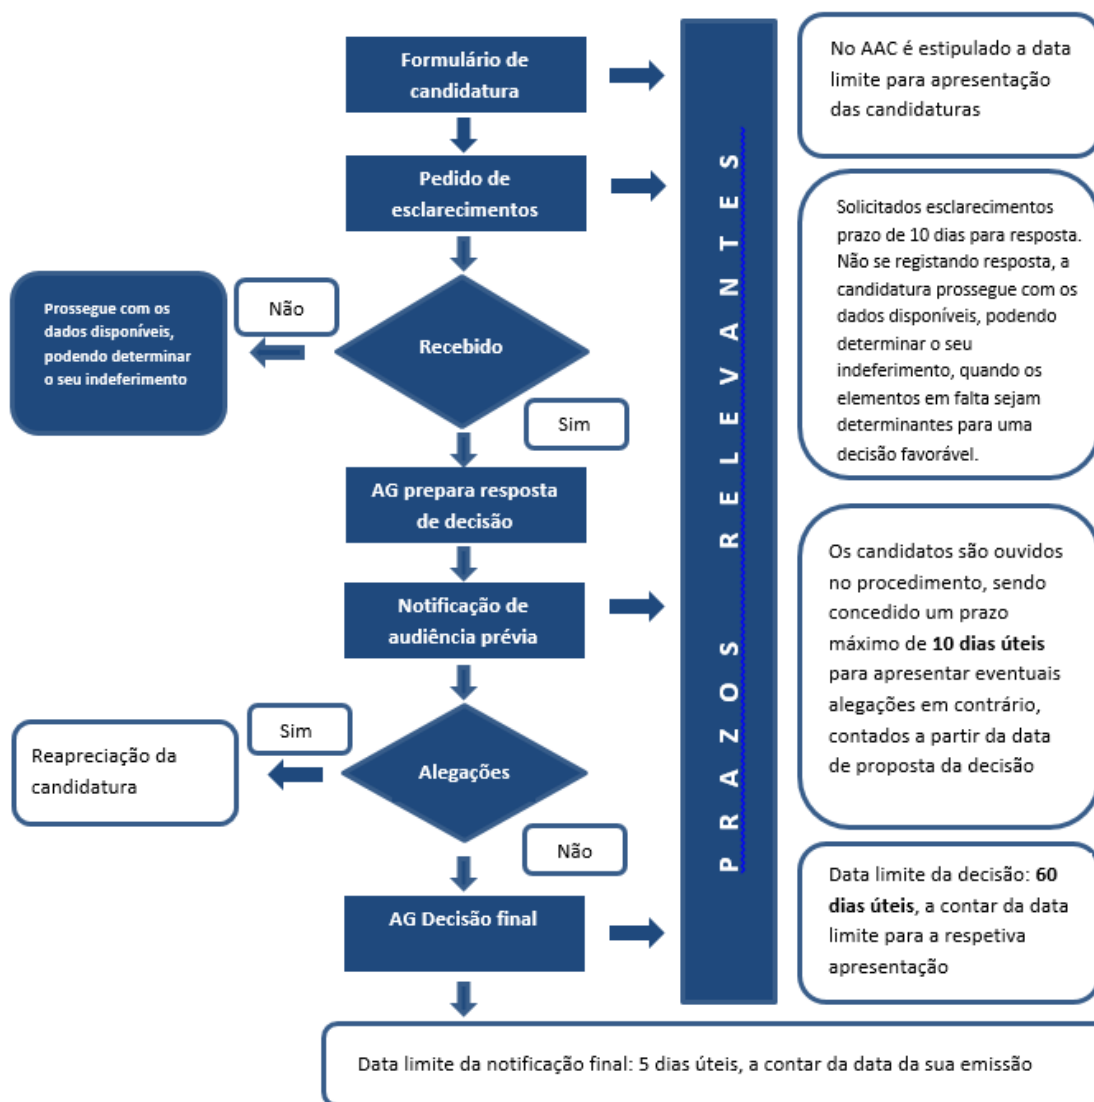 Formulário de
candidatura
No AAC é estipulado a data
limite para apresentação
das candidaturas
Pedido de
esclarecimentos
Solicitados esclarecimentos
prazo de 10 dias para resposta.
Não se registando resposta, a
candidatura prossegue com os
dados disponíveis, podendo
determinar o seu
indeferimento, quando os
elementos em falta sejam
determinantes para uma
decisão favorável.
Prossegue com os
dados disponíveis,
podendo determinar
o seu indeferimento
Não
Recebido
Sim
AG prepara resposta
de decisão
PRAZOS RELEVANTES
Notificação de
audiência prévia
Os candidatos são ouvidos
no procedimento, sendo
concedido um prazo
máximo de 10 dias úteis
para apresentar eventuais
alegações em contrário,
contados a partir da data
de proposta da decisão
Reapreciação da
candidatura
Sim
Alegações
Não
AG Decisão final
Data limite da decisão: 60
dias úteis, a contar da data
limite para a respetiva
apresentação
Data limite da notificação final: 5 dias úteis, a contar da data da sua emissão